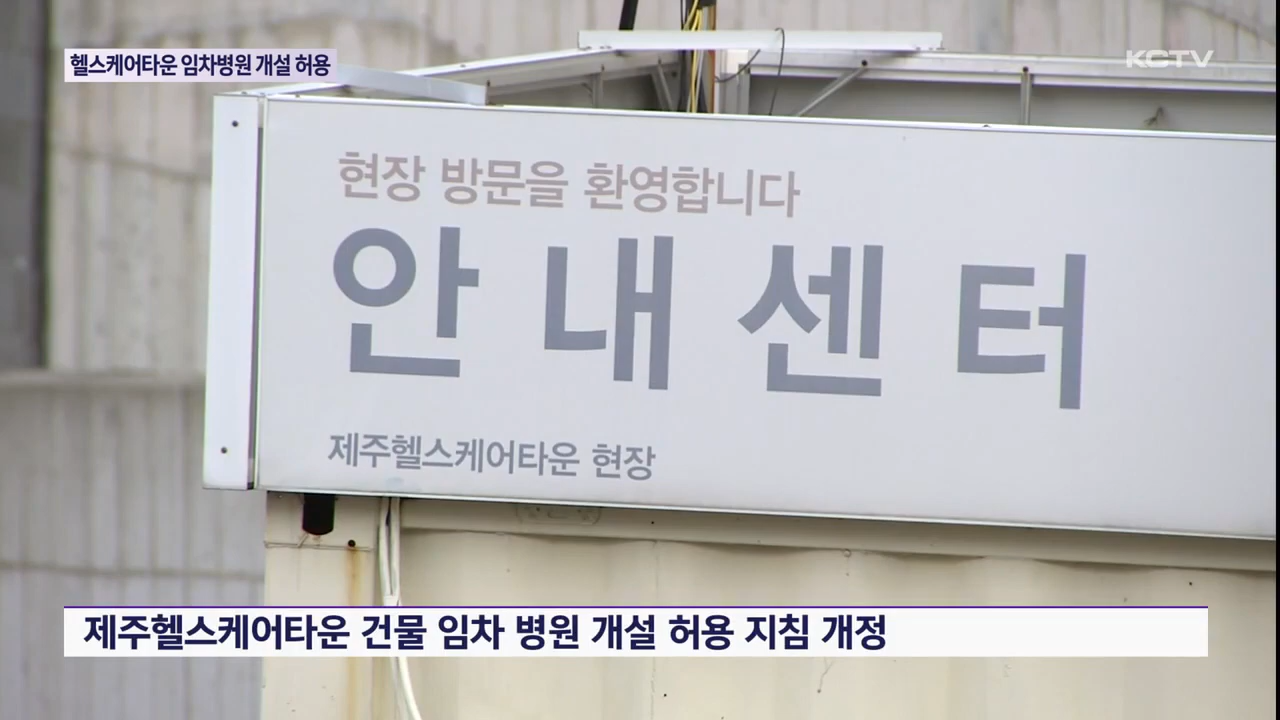 헬스케어타운 임차병원 개설 허용
KCTV
현장 방문을 환영합니다
안내센터
제주헬스케어타운 현장
제주헬스케어타운 건물 임차 병원 개설 허용 지침 개정